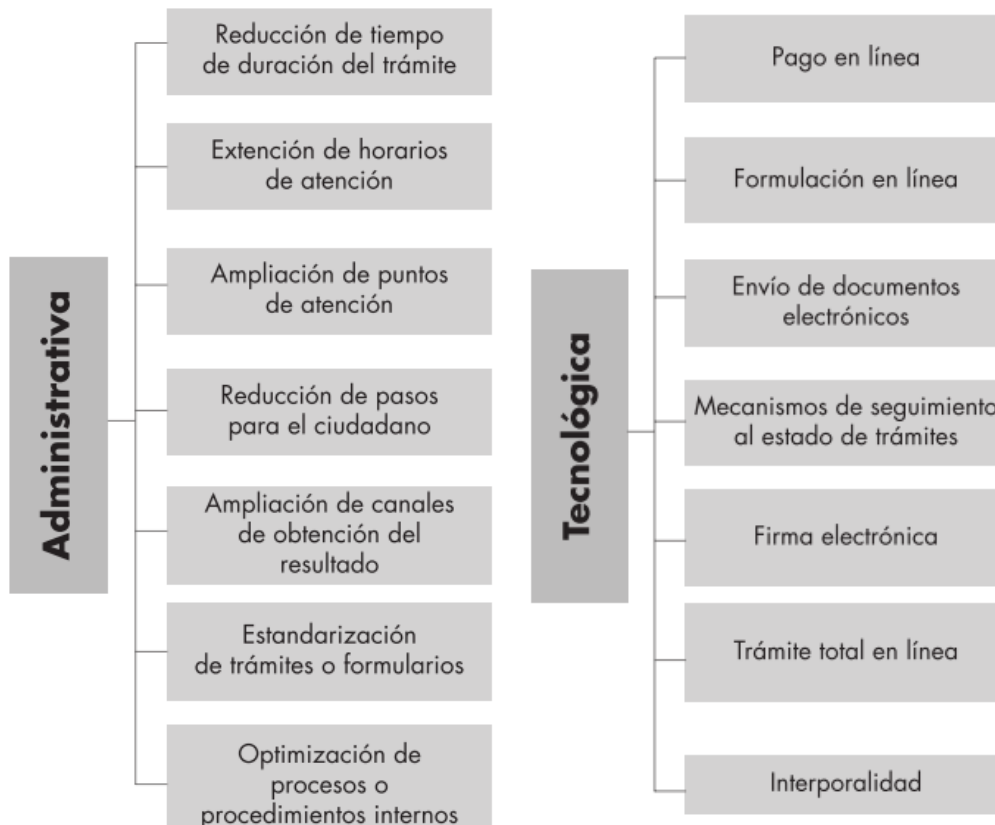 Administrativa
Reducción de tiempo
de duración del trámite
Extención de horarios
de atención
Ampliación de puntos
de atención
Reducción de pasos
para el ciudadano
Ampliación de canales
de obtención del
resultado
Estandarización
de trámites o formularios
Optimización de
procesos o
procedimientos internos
Tecnológica
Pago en línea
Formulación en línea
Envío de documentos
electrónicos
Mecanismos de seguimiento
al estado de trámites
Firma electrónica
Trámite total en línea
Interporalidad